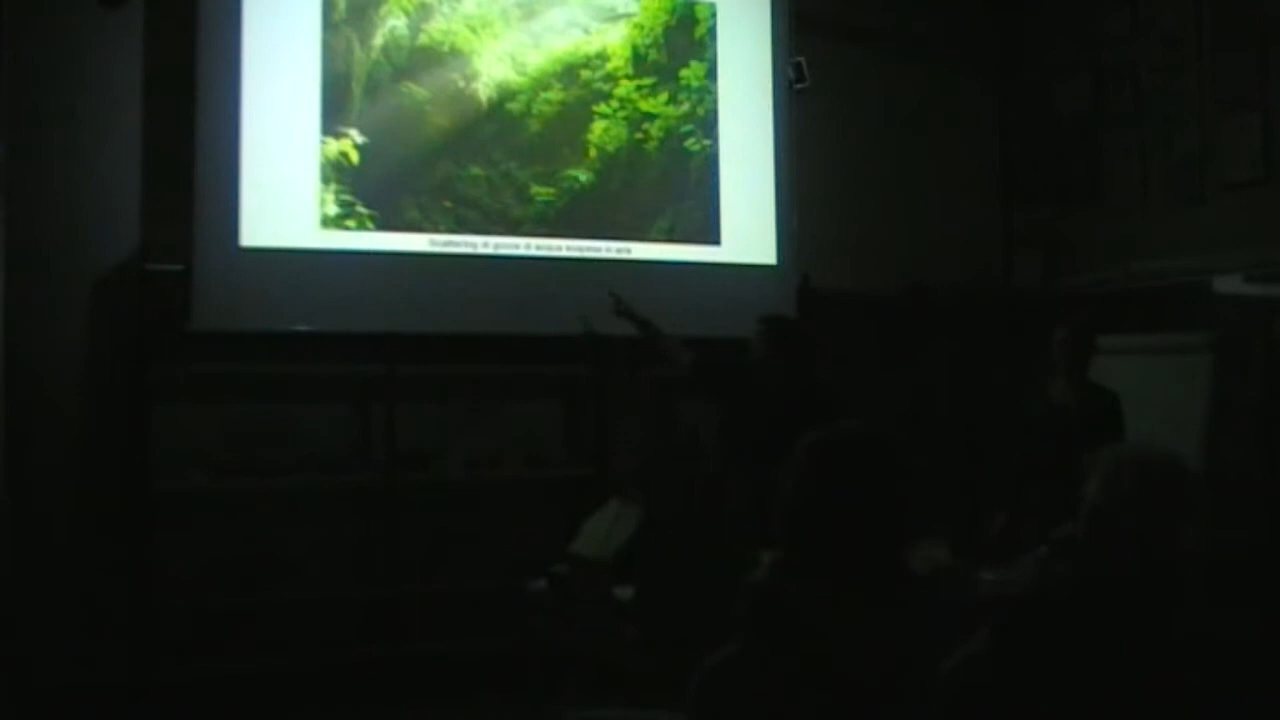 Scattering di gocce di acqua sospese in aria